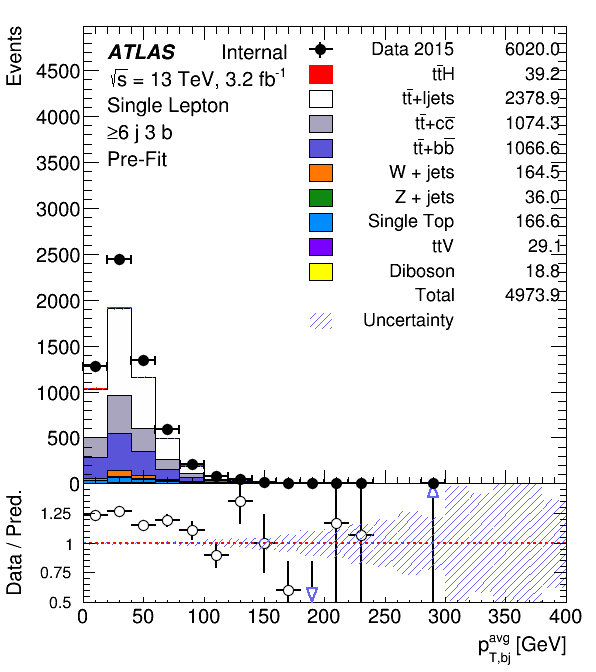 Events
ATLAS Internal
√s = 13 TeV, 3.2 fb⁻¹
Single Lepton
≥6 j 3 b
Pre-Fit
Data 2015 6020.0
tt̄H 39.2
tt̄+ljets 2378.9
tt̄+cc̄ 1074.3
tt̄+bb̄ 1066.6
W + jets 164.5
Z + jets 36.0
Single Top 166.6
ttV 29.1
Diboson 18.8
Total 4973.9
Uncertainty
4500
4000
3500
3000
2500
2000
1500
1000
500
0
Data / Pred.
1.25
1
0.75
0.5
0 50 100 150 200 250 300 350 400
p_{T,bj}^{avg} [GeV]